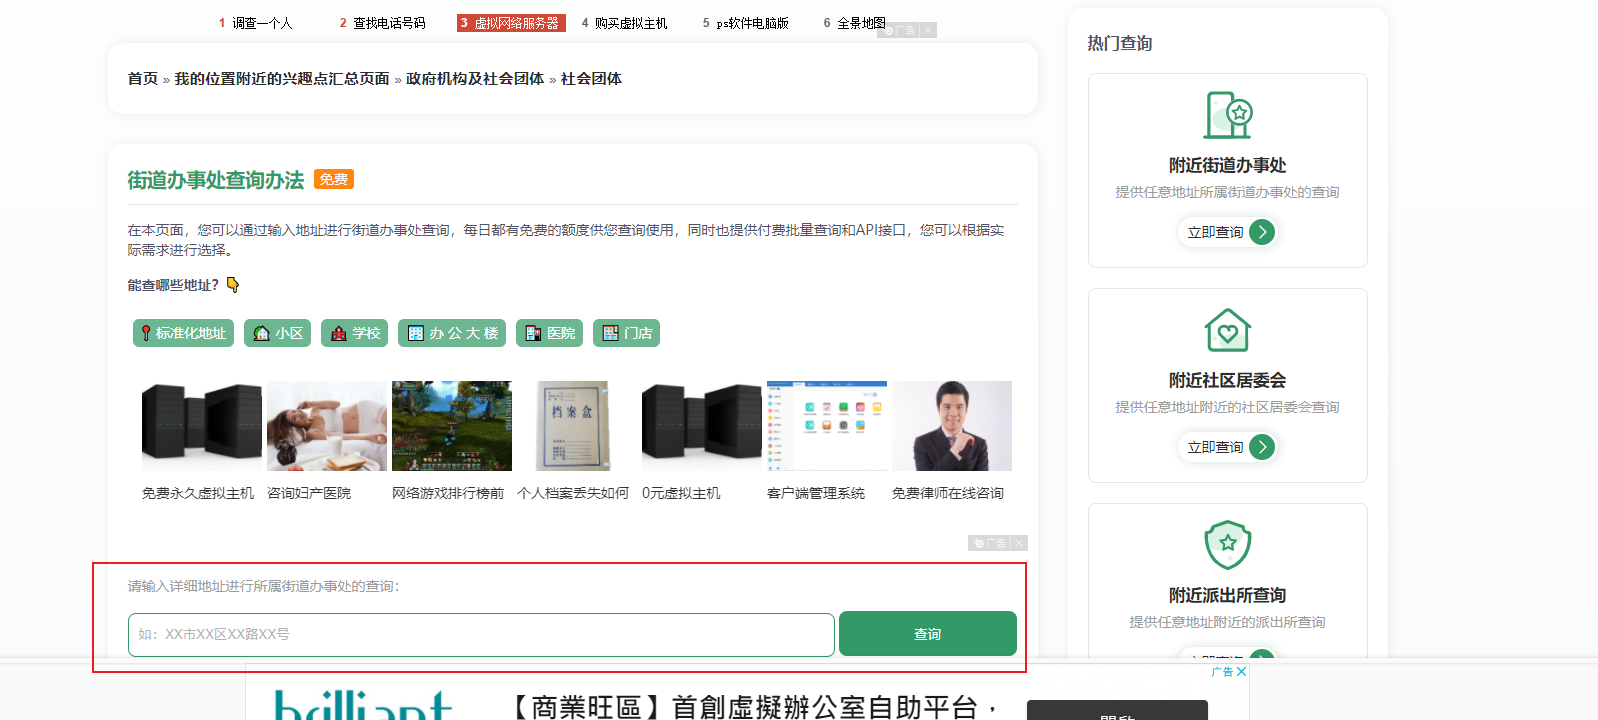 1 调查一个人 2 查找电话号码 3 虚拟网络服务器 4 购买虚拟主机 5 ps软件电脑版 6 全景地图
广告
首页 » 我的位置附近的兴趣点汇总页面 » 政府机构及社会团体 » 社会团体
街道办事处查询办法 免费
在本页面，您可以通过输入地址进行街道办事处查询，每日都有免费的额度供您查询使用，同时也提供付费批量查询和API接口，您可以根据实
际需求进行选择。
能查哪些地址？
标准化地址 小区 学校 办公大楼 医院 门店
档案盒
免费永久虚拟主机 咨询妇产医院 网络游戏排行榜前 个人档案丢失如何 0元虚拟主机 客户端管理系统 免费律师在线咨询
广告
请输入详细地址进行所属街道办事处的查询：
如：XX市XX区XX路XX号
查询
热门查询
附近街道办事处
提供任意地址所属街道办事处的查询
立即查询
附近社区居委会
提供任意地址附近的社区居委会查询
立即查询
附近派出所查询
提供任意地址附近的派出所查询
立即查询
广告
brilliant
【商業旺區】首創虛擬辦公室自助平台，
開啟